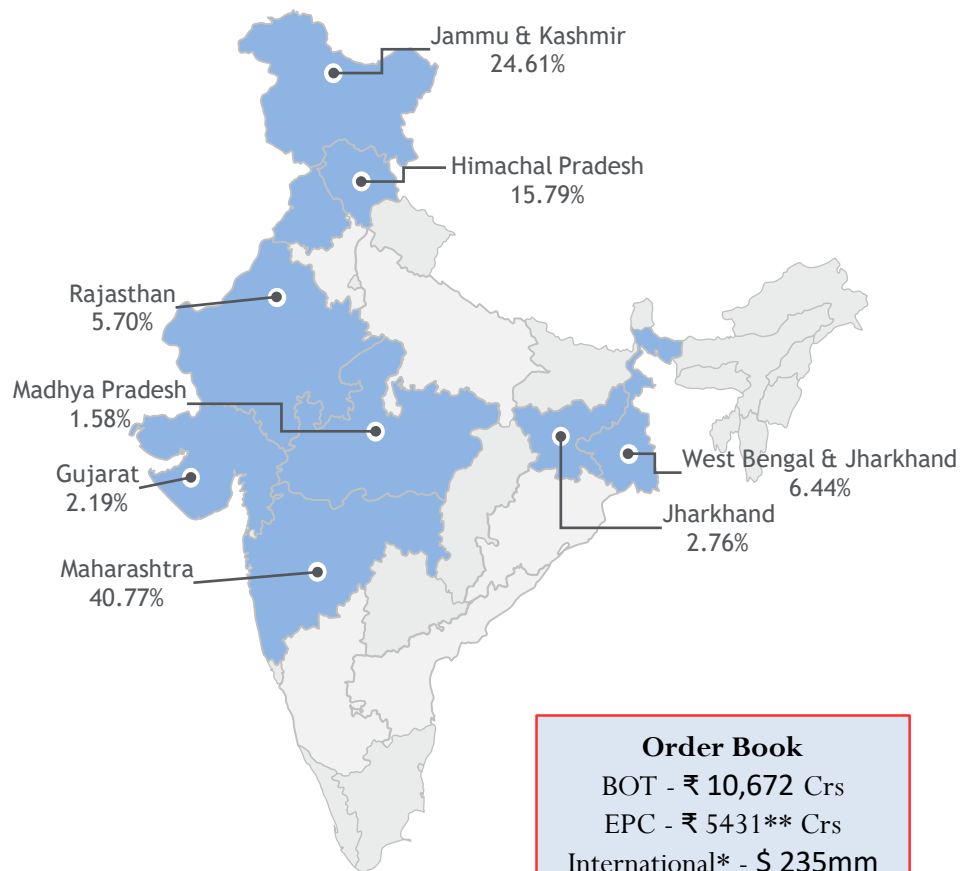 Jammu & Kashmir
24.61%
Himachal Pradesh
15.79%
Rajasthan
5.70%
Madhya Pradesh
1.58%
Gujarat
2.19%
West Bengal & Jharkhand
6.44%
Jharkhand
2.76%
Maharashtra
40.77%
Order Book
BOT - ₹ 10,672 Crs
EPC - ₹ 5431** Crs
International* - $ 235mm